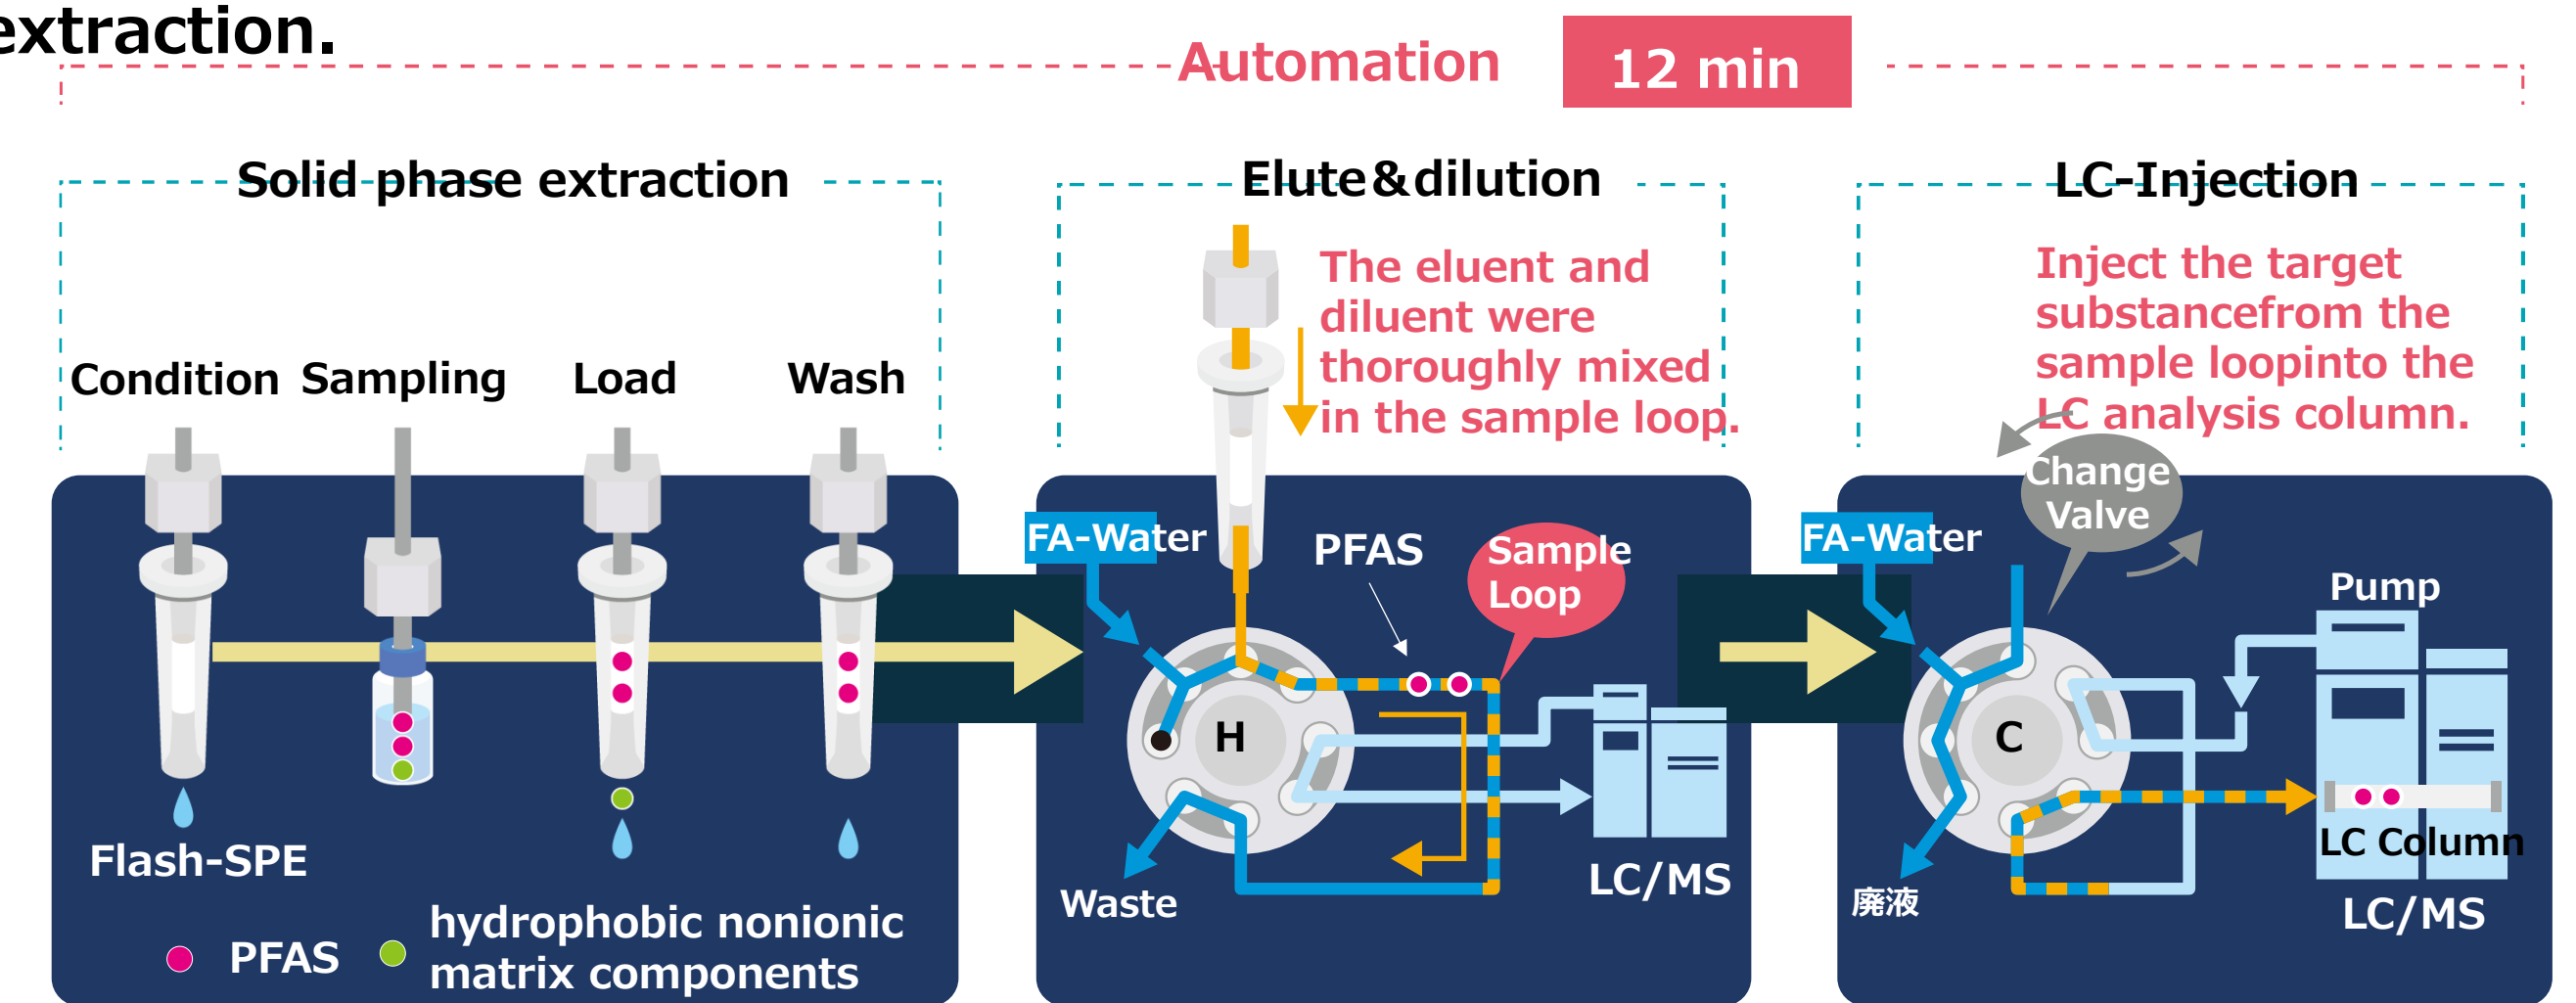 extraction.
Automation
12 min
Solid phase extraction
Condition
Sampling
Load
Wash
Flash-SPE
PFAS
hydrophobic nonionic
matrix components
Elute&dilution
The eluent and
diluent were
thoroughly mixed
in the sample loop.
FA-Water
PFAS
Sample
Loop
H
Waste
LC/MS
LC-Injection
Inject the target
substancefrom the
sample loopinto the
LC analysis column.
Change
Valve
FA-Water
Pump
C
LC Column
廃液
LC/MS